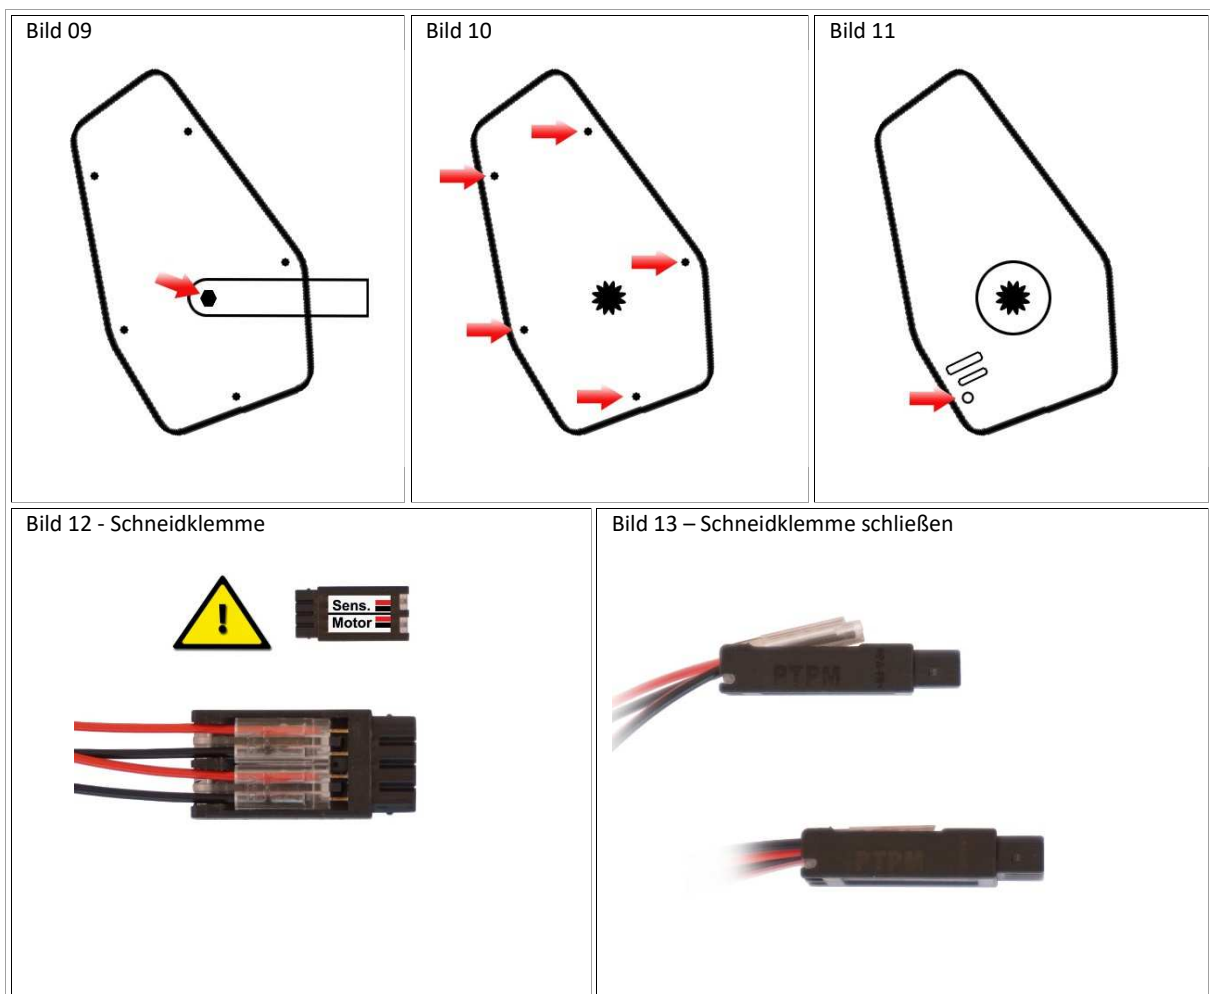 Bild 09
Bild 10
Bild 11
Bild 12 - Schneidklemme
Bild 13 – Schneidklemme schließen
!
Sens.
Motor
PTPM
PTPM